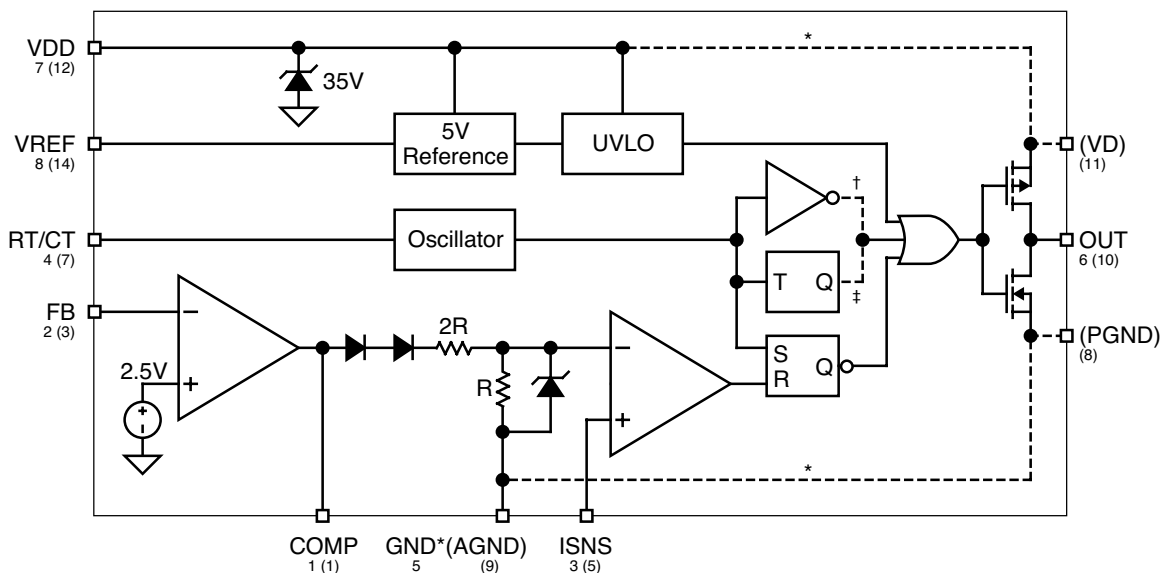 VDD
7 (12)
*
35V
VREF
8 (14)
5V
Reference
UVLO
(VD)
(11)
†
RT/CT
4 (7)
Oscillator
OUT
6 (10)
T Q
‡
FB
2 (3)
−
2R
−
S
R
Q
(PGND)
(8)
2.5V
+
R
+
+
-
*
COMP
1 (1)
GND*(AGND)
5 (9)
ISNS
3 (5)